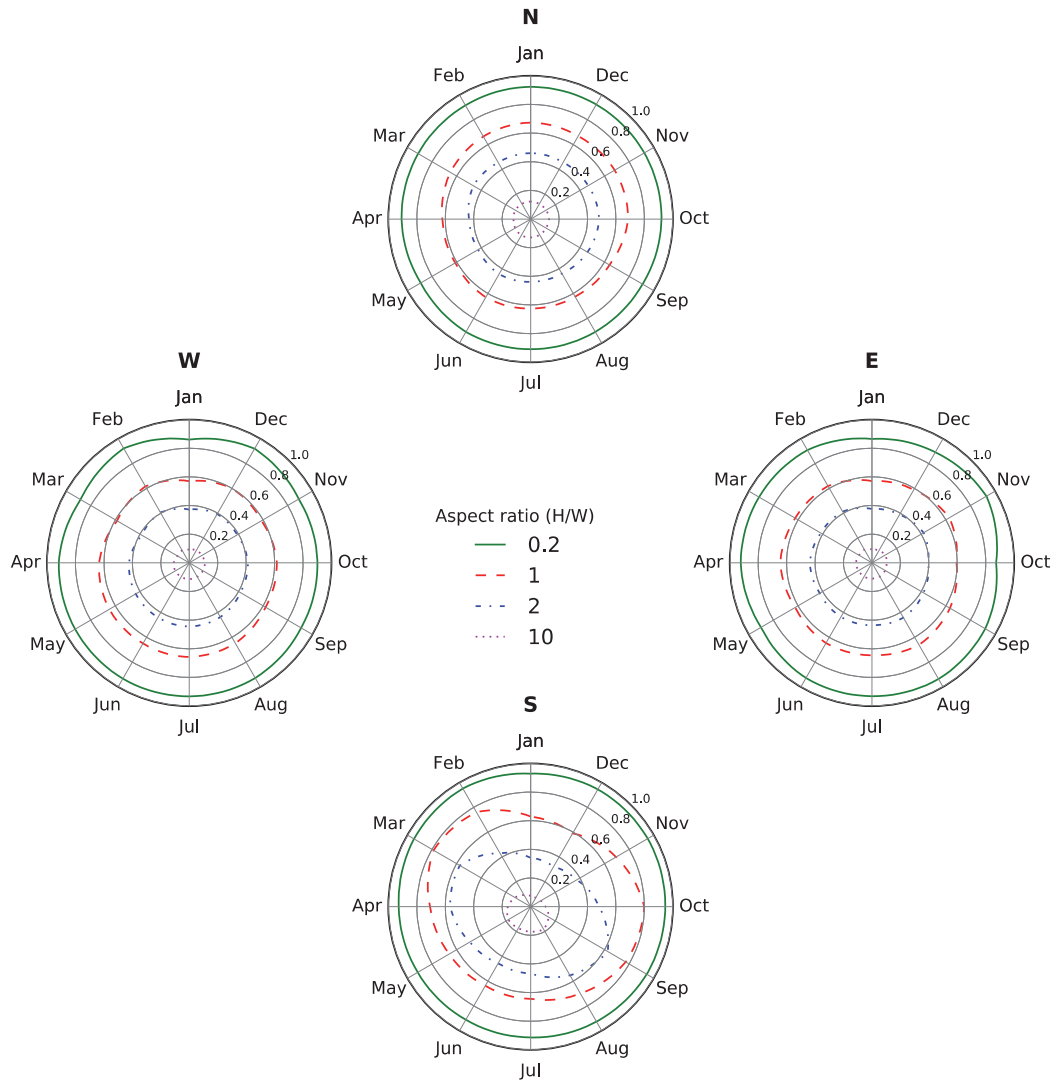 N
Jan
Feb Dec
Mar Nov
Apr Oct
May Sep
Jun Aug
Jul
0.2 0.4 0.6 0.8 1.0
W
Jan
Feb Dec
Mar Nov
Apr Oct
May Sep
Jun Aug
Jul
0.2 0.4 0.6 0.8 1.0
Aspect ratio (H/W)
0.2
1
2
10
E
Jan
Feb Dec
Mar Nov
Apr Oct
May Sep
Jun Aug
Jul
0.2 0.4 0.6 0.8 1.0
S
Jan
Feb Dec
Mar Nov
Apr Oct
May Sep
Jun Aug
Jul
0.2 0.4 0.6 0.8 1.0